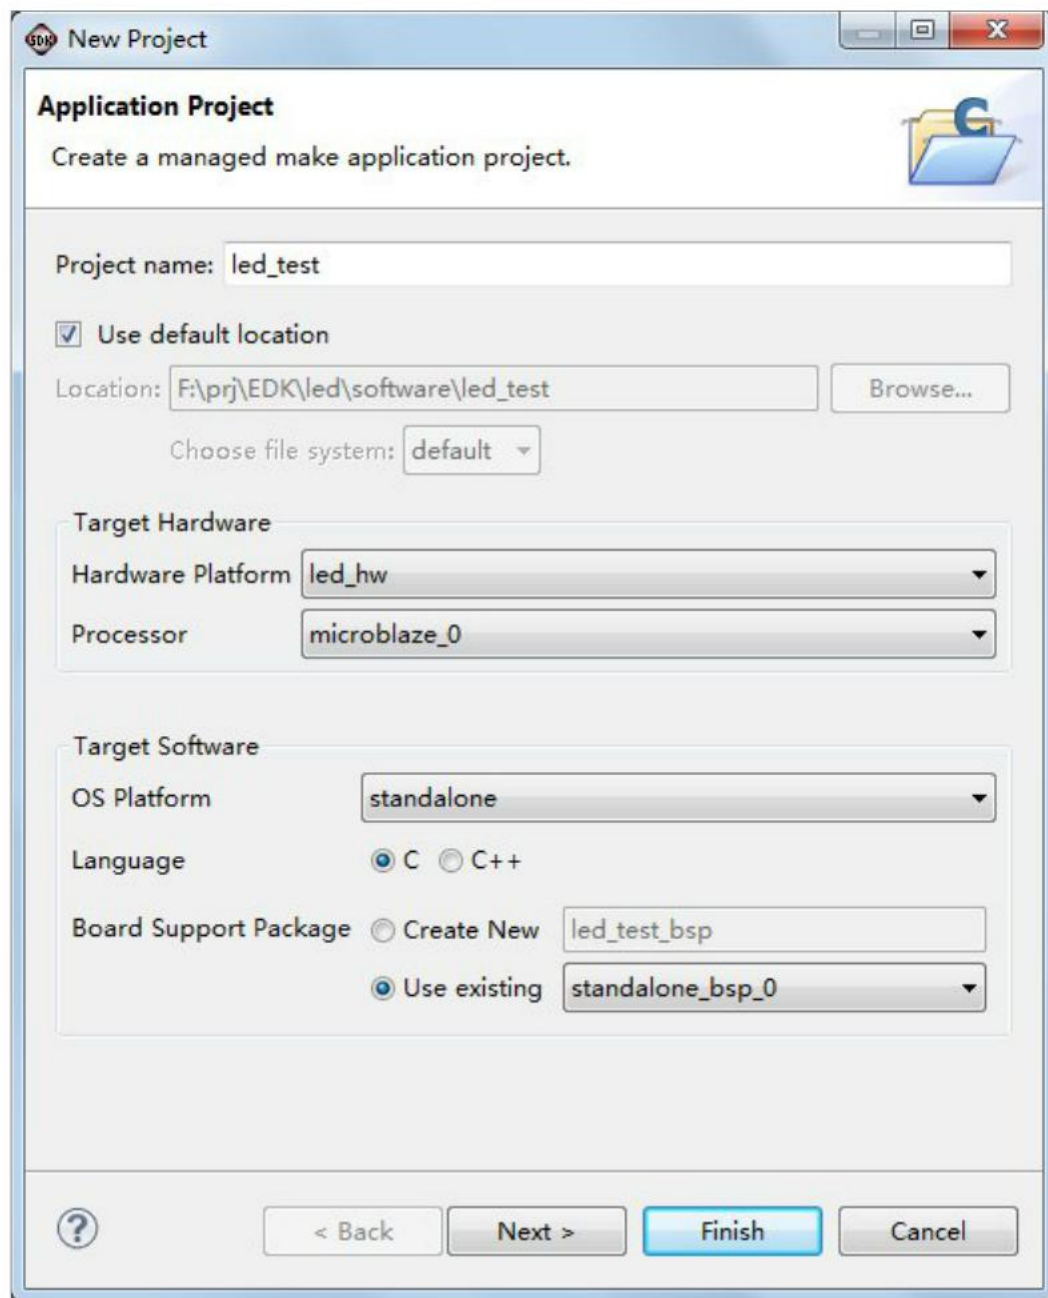 SDK New Project
Application Project
Create a managed make application project.
C
Project name: led_test
Use default location
Location: F:\prj\EDK\led\software\led_test Browse...
Choose file system: default
Target Hardware
Hardware Platform led_hw
Processor microblaze_0
Target Software
OS Platform standalone
Language C C++
Board Support Package Create New led_test_bsp
Use existing standalone_bsp_0
? < Back Next > Finish Cancel